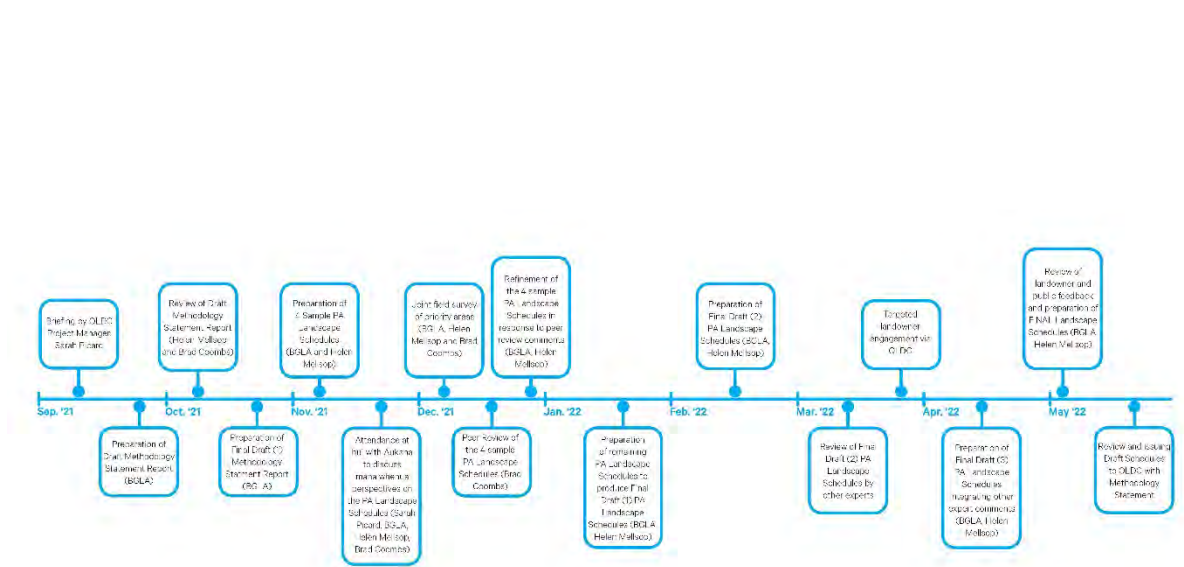 Briefing by QLDC
Project Manager
Sarah Picard
Preparation of
Draft Methodology
Statement Report
(BGLA)
Review of Draft
Methodology
Statement Report
(Helen Mellsop
and Brad Coombs)
Preparation of
Final Draft (1)
Methodology
Statment Report
(BGLA)
Preparation of
4 Sample PA
Landscape
Schedules
(BGLA and Helen
Mellsop)
Attendance at
hui with Aukaha
to discuss
mana whenua
perspectives on
the PA Landscape
Schedules (Sarah
Picard, BGLA,
Helen Mellsop,
Brad Coombs)
Joint field survey
of priority areas
(BGLA, Helen
Mellsop and Brad
Coombs)
Peer Review of
the 4 sample
PA Landscape
Schedules (Brad
Coombs)
Refinement of
the 4 sample
PA Landscape
Schedules in
response to peer
review comments
(BGLA, Helen
Mellsop)
Preparation
of remaining
PA Landscape
Schedules to
produce Final
Draft (1) PA
Landscape
Schedules (BGLA
Helen Mellsop)
Preparation of
Final Draft (2)
PA Landscape
Schedules (BGLA,
Helen Mellsop)
Review of Final
Draft (2) PA
Landscape
Schedules by
other experts
Targeted
landowner
engagement via
QLDC
Preparation of
Final Draft (3)
PA Landscape
Schedules
integrating other
expert comments
(BGLA, Helen
Mellsop)
Review of
landowner and
public feedback
and preparation of
FINAL Landscape
Schedules (BGLA
Helen Mellsop)
Review and issuing
Draft Schedules
to QLDC with
Methodology
Statement
Sep. '21
Oct. '21
Nov. '21
Dec. '21
Jan. '22
Feb. '22
Mar. '22
Apr. '22
May '22